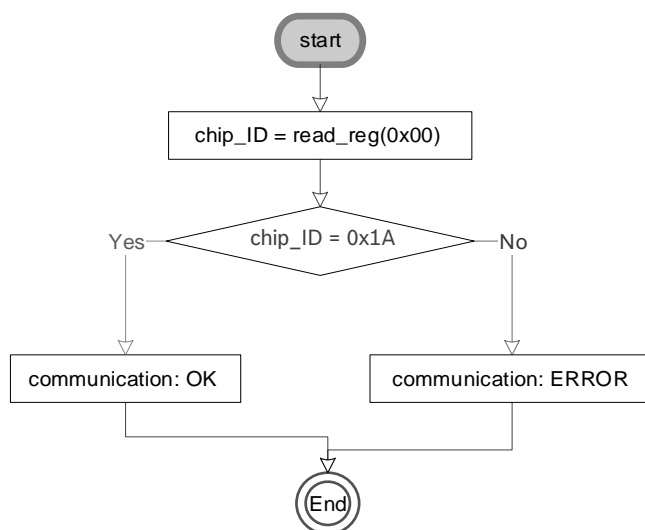 start
chip_ID = read_reg(0x00)
chip_ID = 0x1A
Yes
No
communication: OK
communication: ERROR
End